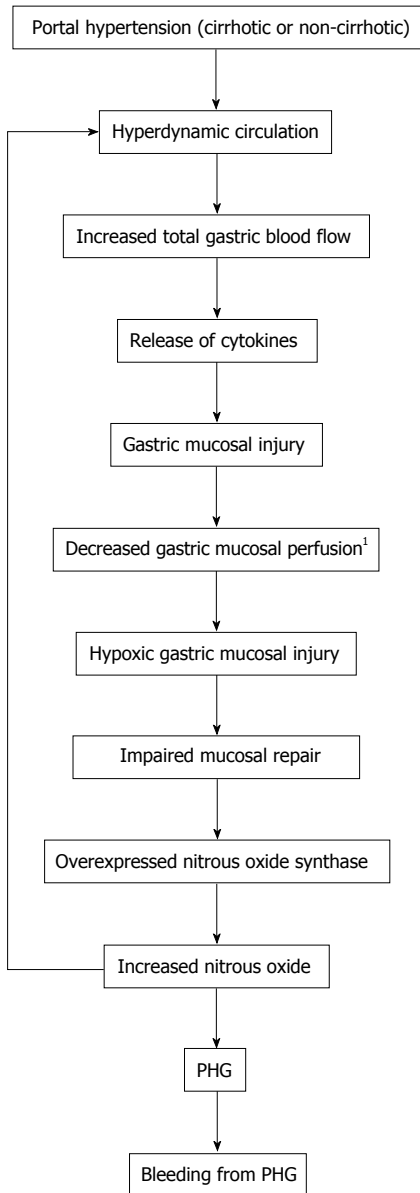 Portal hypertension (cirrhotic or non-cirrhotic)
Hyperdynamic circulation
Increased total gastric blood flow
Release of cytokines
Gastric mucosal injury
Decreased gastric mucosal perfusion¹
Hypoxic gastric mucosal injury
Impaired mucosal repair
Overexpressed nitrous oxide synthase
Increased nitrous oxide
PHG
Bleeding from PHG